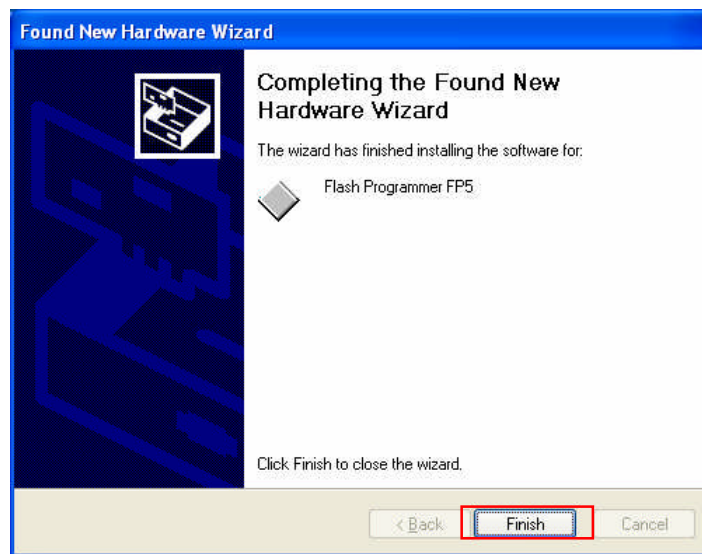 Found New Hardware Wizard
Completing the Found New
Hardware Wizard
The wizard has finished installing the software for:
Flash Programmer FP5
Click Finish to close the wizard.
< Back Finish Cancel